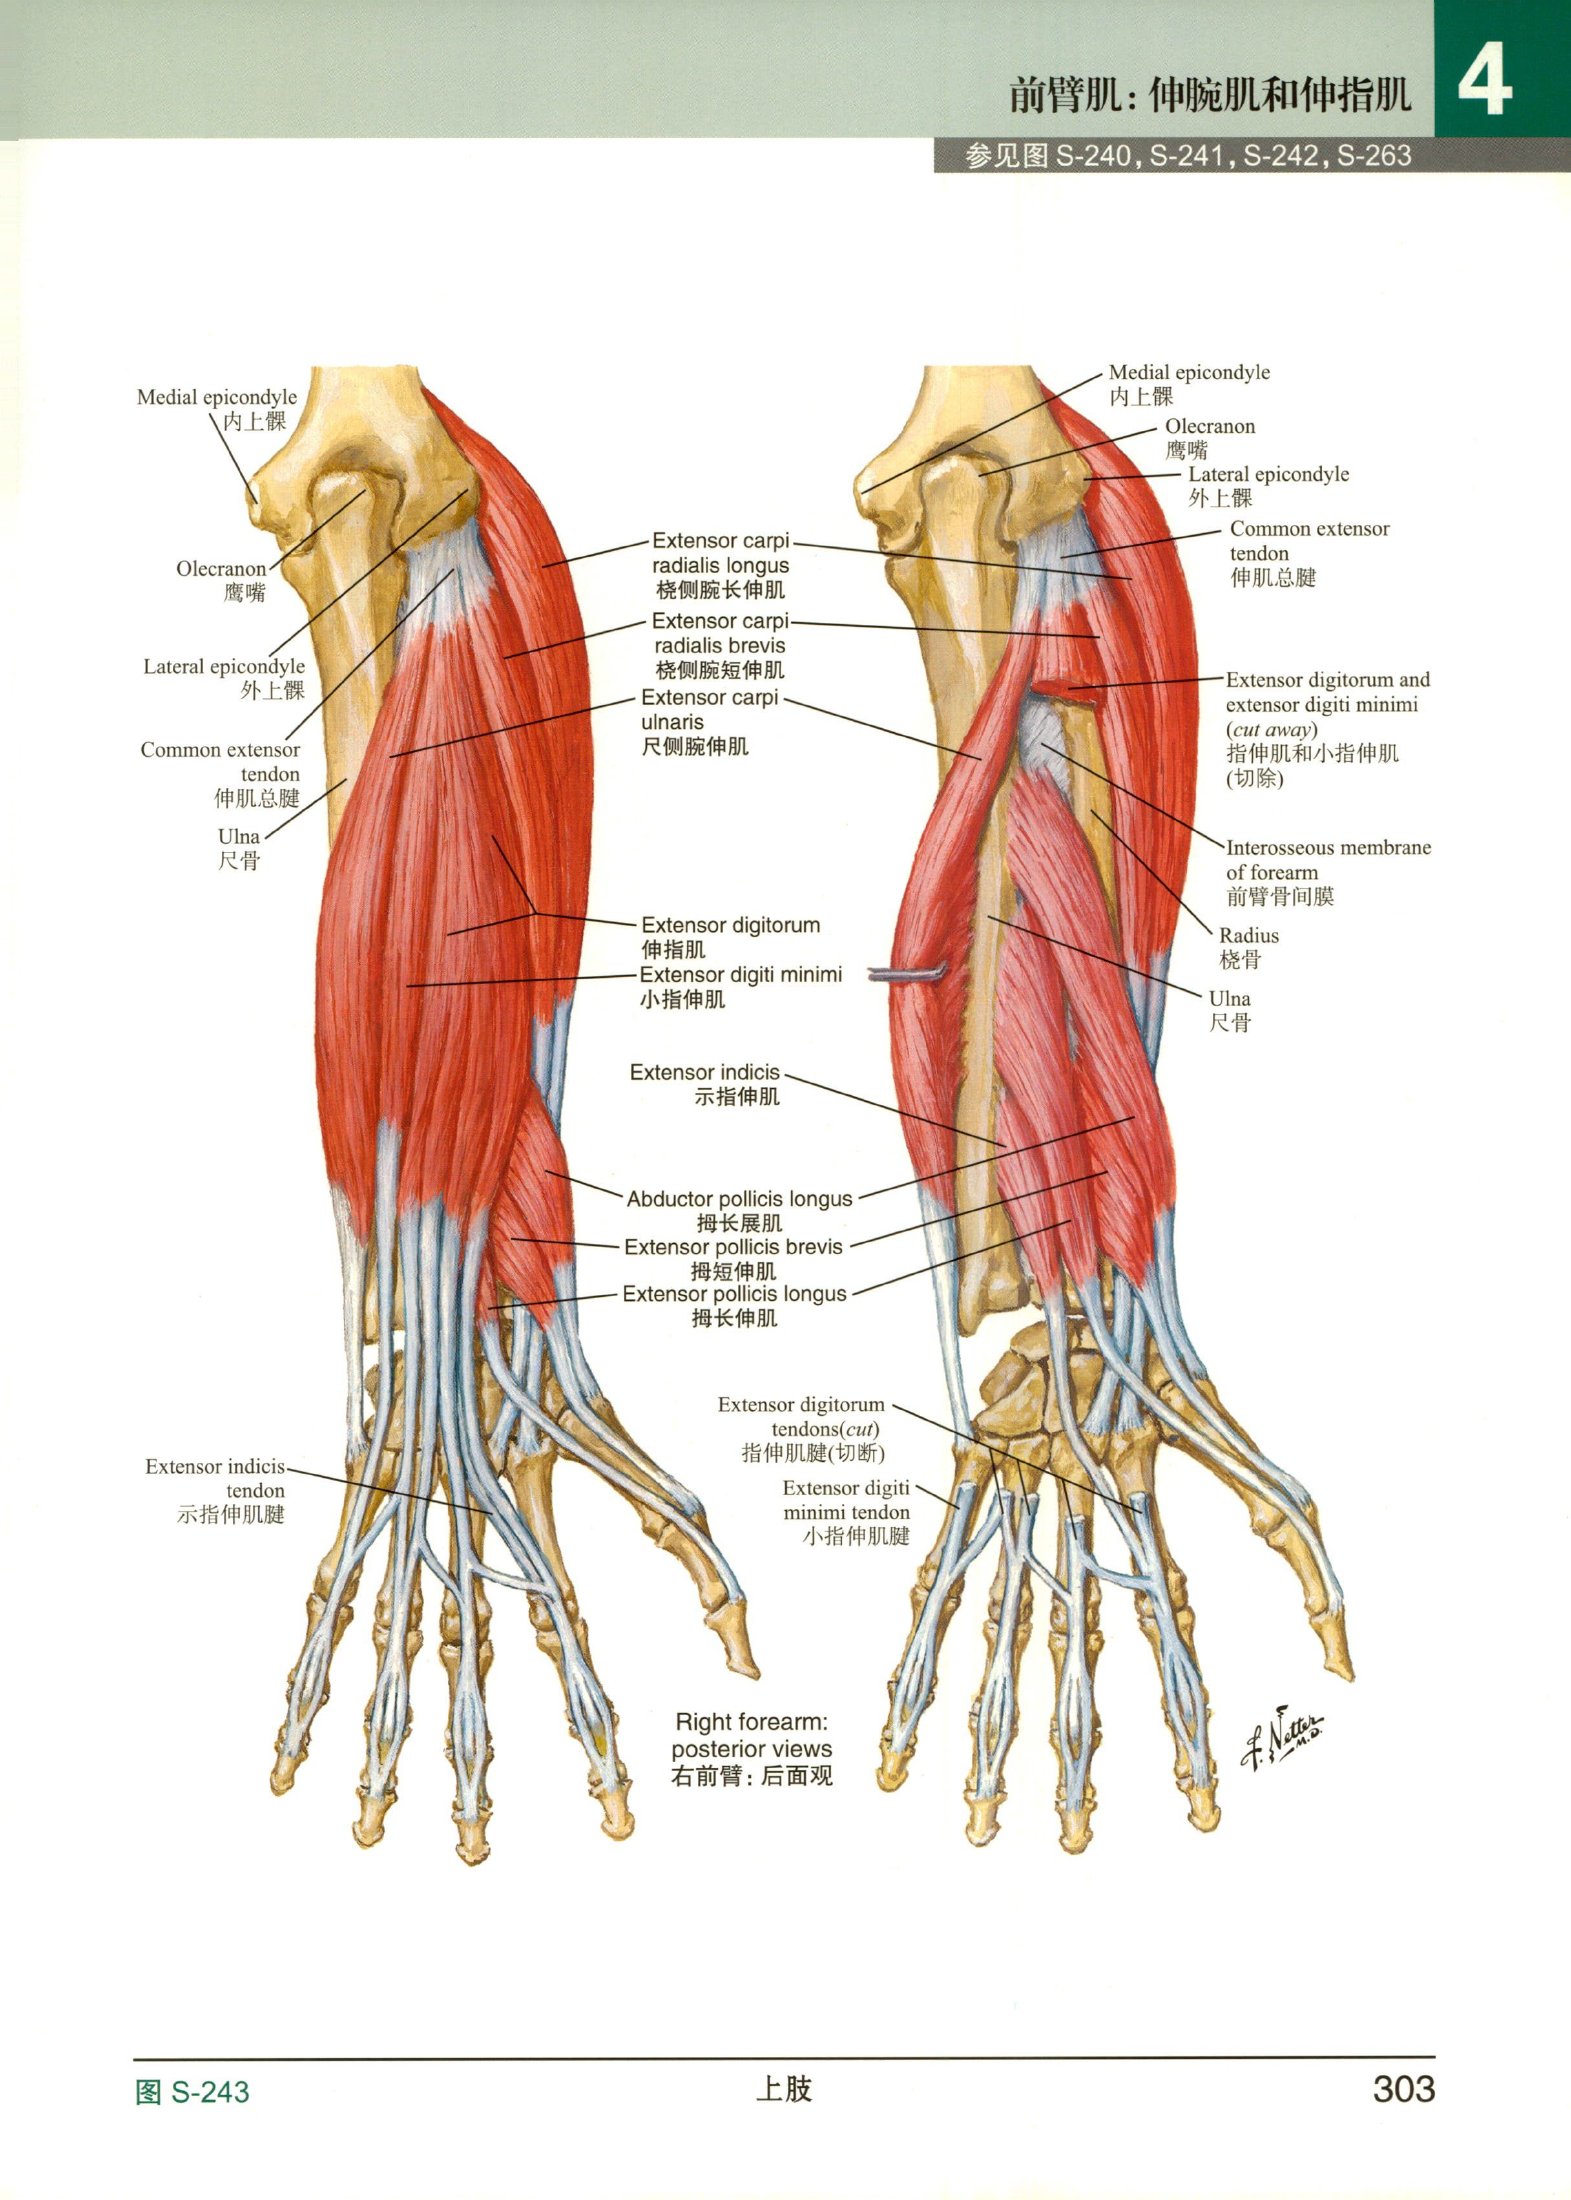 前臂肌：伸腕肌和伸指肌
4
参见图 S-240, S-241, S-242, S-263
Medial epicondyle
内上髁
Olecranon
鹰嘴
Lateral epicondyle
外上髁
Common extensor
tendon
伸肌总腱
Ulna
尺骨
Extensor indicis
tendon
示指伸肌腱
Extensor carpi
radialis longus
桡侧腕长伸肌
Extensor carpi
radialis brevis
桡侧腕短伸肌
Extensor carpi
ulnaris
尺侧腕伸肌
Extensor digitorum
伸指肌
Extensor digiti minimi
小指伸肌
Extensor indicis
示指伸肌
Abductor pollicis longus
拇长展肌
Extensor pollicis brevis
拇短伸肌
Extensor pollicis longus
拇长伸肌
Extensor digitorum
tendons(cut)
指伸肌腱(切断)
Extensor digiti
minimi tendon
小指伸肌腱
Right forearm:
posterior views
右前臂：后面观
Medial epicondyle
内上髁
Olecranon
鹰嘴
Lateral epicondyle
外上髁
Common extensor
tendon
伸肌总腱
Extensor digitorum and
extensor digiti minimi
(cut away)
指伸肌和小指伸肌
(切除)
Interosseous membrane
of forearm
前臂骨间膜
Radius
桡骨
Ulna
尺骨
F. Netter
M.D.
图 S-243
上肢
303